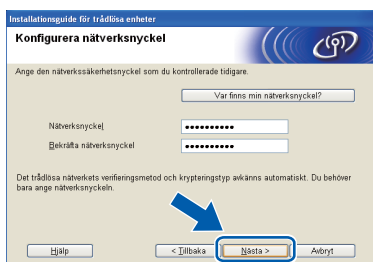 Installationsguide för trådlösa enheter
Konfigurera nätverksnyckel
Ange den nätverkssäkerhetsnyckel som du kontrollerade tidigare.
Var finns min nätverksnyckel?
Nätverksnyckel
Bekräfta nätverksnyckel
Det trådlösa nätverkets verifieringsmetod och krypteringstyp avkänns automatiskt. Du behöver
bara ange nätverksnyckeln.
Hjälp
< Tillbaka
Nästa >
Avbryt